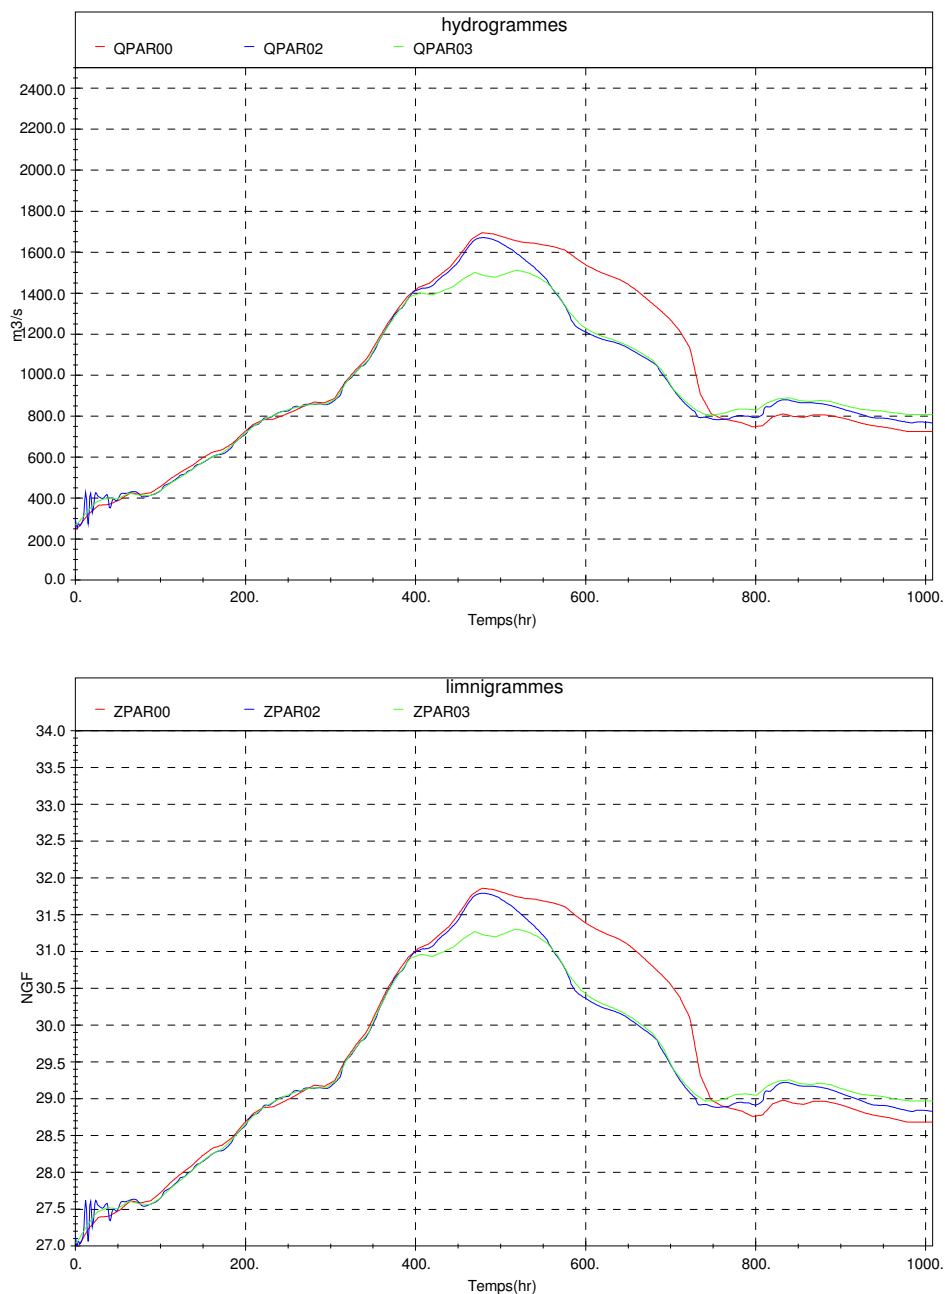 hydrogrammes
QPAR00 QPAR02 QPAR03
2400.0
2200.0
2000.0
1800.0
1600.0
1400.0
1200.0
m3/s
1000.0
800.0
600.0
400.0
200.0
0.0
0. 200. 400. 600. 800. 1000.
Temps(hr)
limnigrammes
ZPAR00 ZPAR02 ZPAR03
34.0
33.5
33.0
32.5
32.0
31.5
31.0
30.5
NGF
30.0
29.5
29.0
28.5
28.0
27.5
27.0
0. 200. 400. 600. 800. 1000.
Temps(hr)